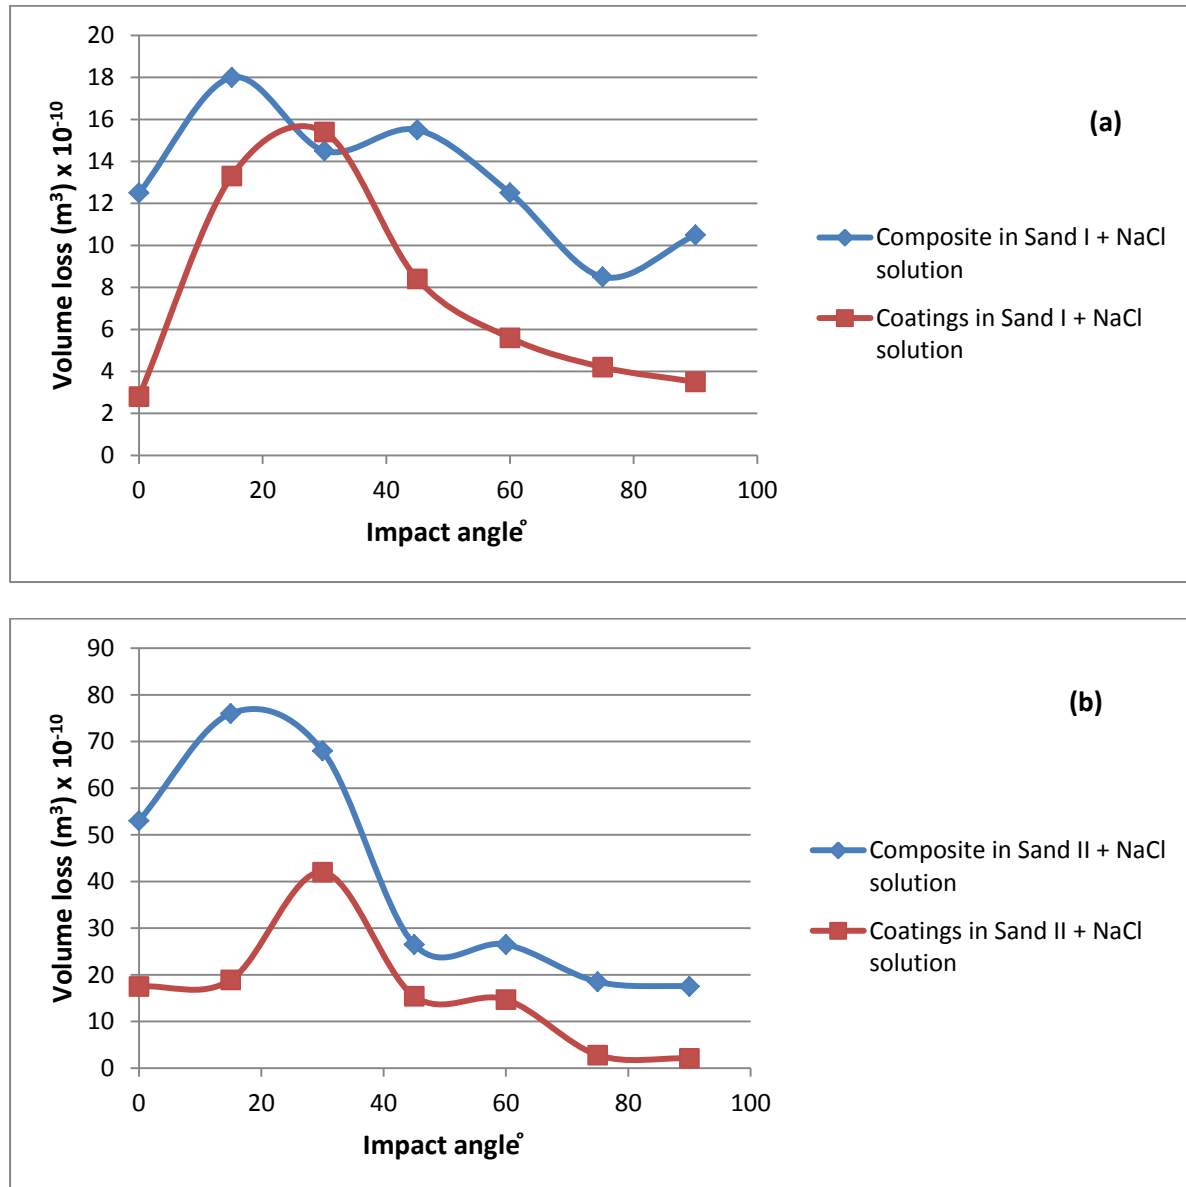 20
18
16
14
12
10
8
6
4
2
0
Volume loss (m³) x 10⁻¹⁰
0 20 40 60 80 100
Impact angle°
(a)
Composite in Sand I + NaCl
solution
Coatings in Sand I + NaCl
solution
90
80
70
60
50
40
30
20
10
0
Volume loss (m³) x 10⁻¹⁰
0 20 40 60 80 100
Impact angle°
(b)
Composite in Sand II + NaCl
solution
Coatings in Sand II + NaCl
solution